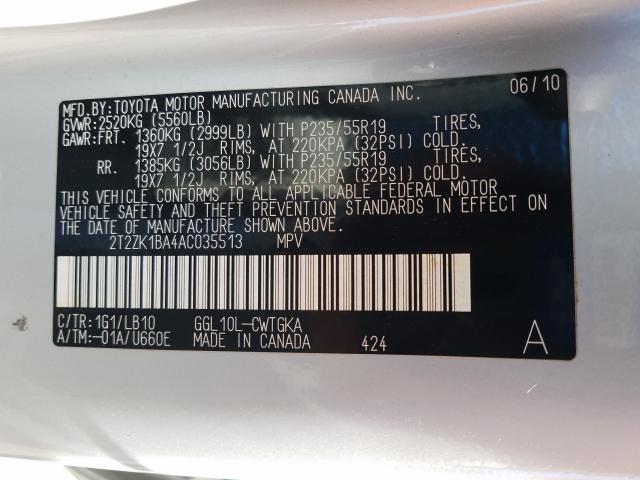 MFD.BY:TOYOTA MOTOR MANUFACTURING CANADA INC. 06/10
GVWR:2520KG (5560LB)
GAWR:FRT. 1360KG (2999LB) WITH P235/55R19 TIRES,
19X7 1/2J RIMS, AT 220KPA (32PSI) COLD.
RR. 1385KG (3056LB) WITH P235/55R19 TIRES,
19X7 1/2J RIMS, AT 220KPA (32PSI) COLD.
THIS VEHICLE CONFORMS TO ALL APPLICABLE FEDERAL MOTOR
VEHICLE SAFETY AND THEFT PREVENTION STANDARDS IN EFFECT ON
THE DATE OF MANUFACTURE SHOWN ABOVE.
2T2ZK1BA4AC035513 MPV
C/TR:1G1/LB10 GGL10L-CWTGKA
A/TM:-01A/U660E MADE IN CANADA 424 A